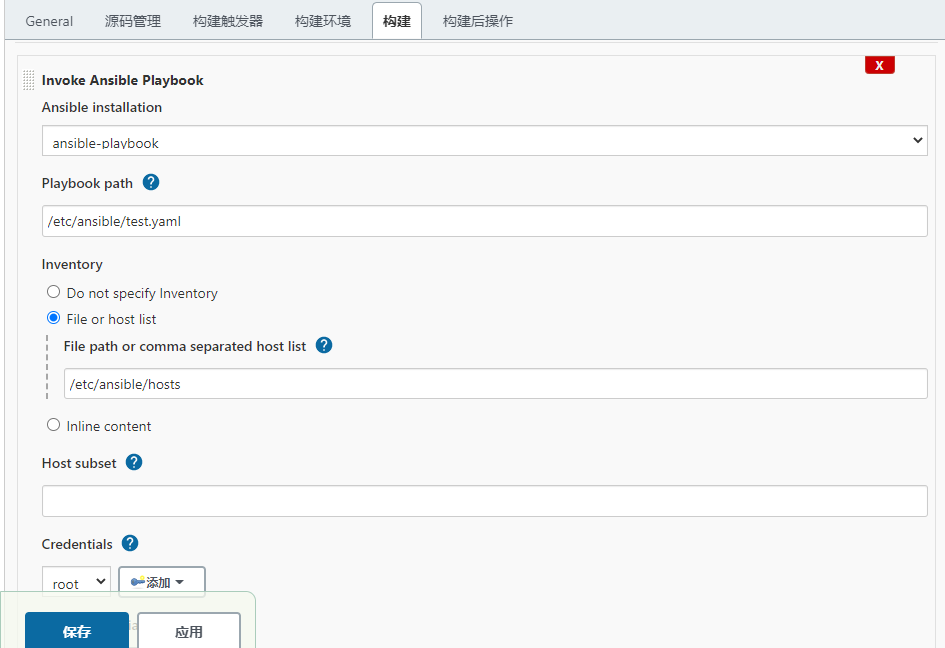 General 源码管理 构建触发器 构建环境 构建 构建后操作
X
Invoke Ansible Playbook
Ansible installation
ansible-playbook
Playbook path ?
/etc/ansible/test.yaml
Inventory
Do not specify Inventory
File or host list
File path or comma separated host list ?
/etc/ansible/hosts
Inline content
Host subset ?
Credentials ?
root 添加
保存 应用